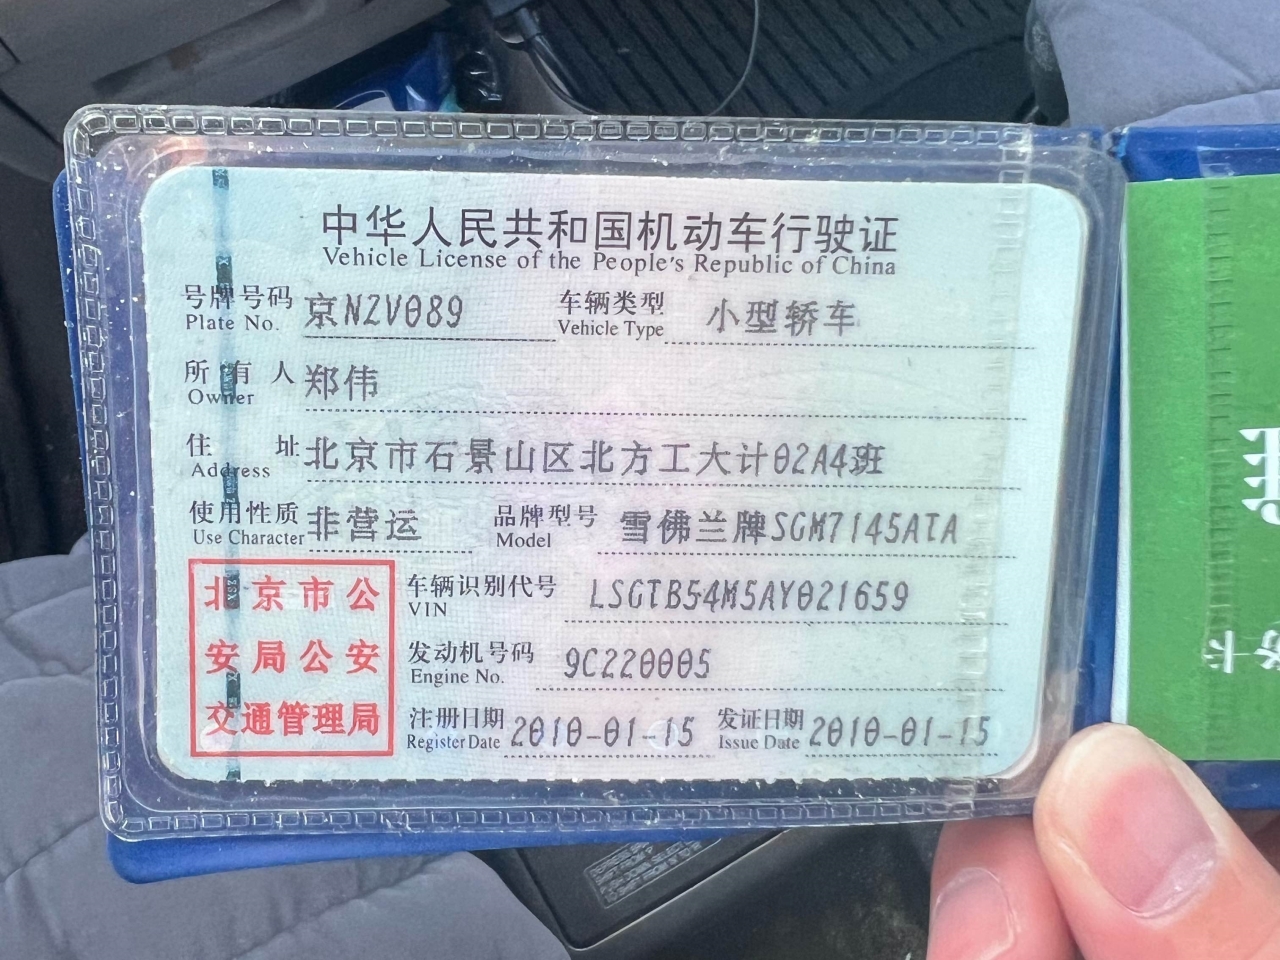 中华人民共和国机动车行驶证
Vehicle License of the People's Republic of China
号牌号码 京NZV089 车辆类型 小型轿车
Plate No. Vehicle Type
所有人 郑伟
Owner
住址 北京市石景山区北方工大计02A4班
Address
使用性质 非营运 品牌型号 雪佛兰牌SGM7145ATA
Use Character Model
北京市公
安局公安
交通管理局
车辆识别代号 LSGTB54M5AY021659
VIN
发动机号码 9C220005
Engine No.
注册日期 2010-01-15 发证日期 2010-01-15
Register Date Issue Date